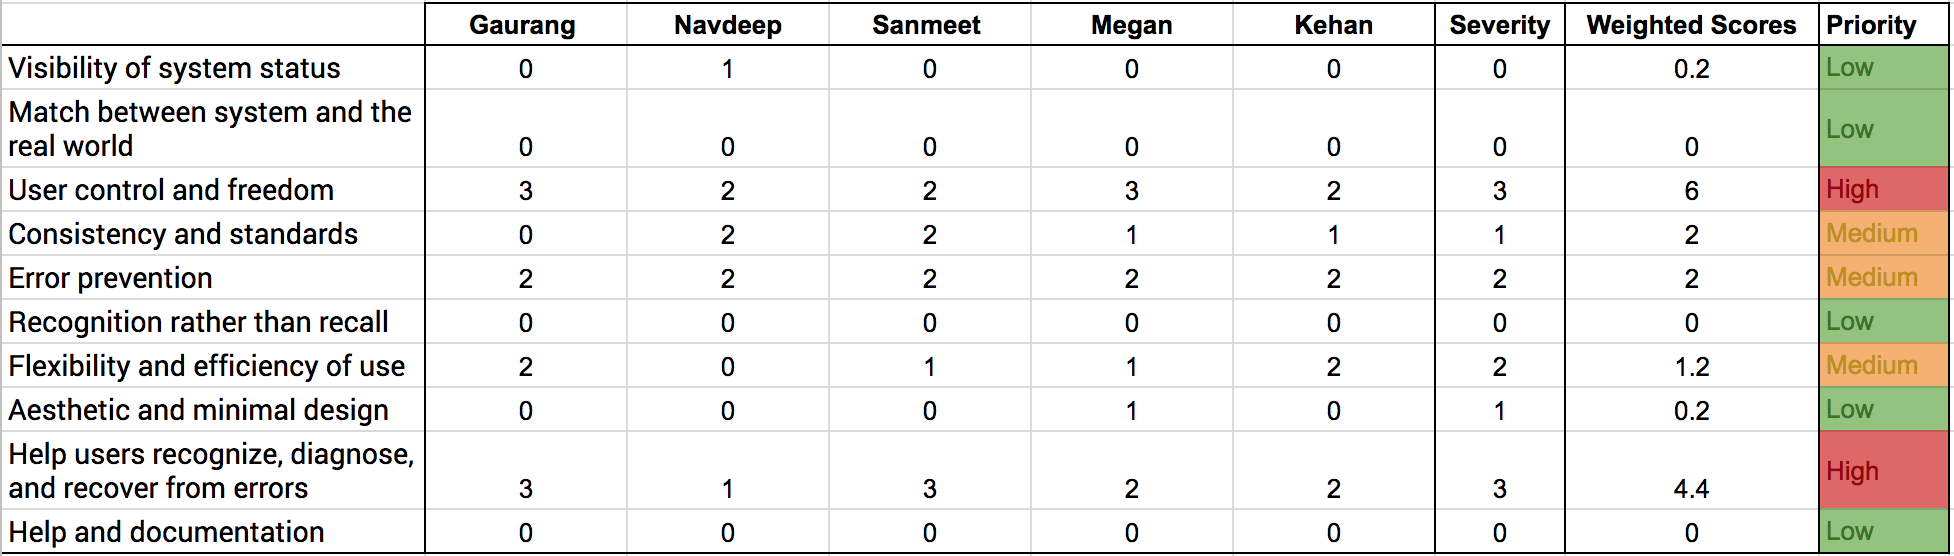 Gaurang Navdeep Sanmeet Megan Kehan Severity Weighted Scores Priority
Visibility of system status 0 1 0 0 0 0 0.2 Low
Match between system and the
real world 0 0 0 0 0 0 0 Low
User control and freedom 3 2 2 3 2 3 6 High
Consistency and standards 0 2 2 1 1 1 2 Medium
Error prevention 2 2 2 2 2 2 2 Medium
Recognition rather than recall 0 0 0 0 0 0 0 Low
Flexibility and efficiency of use 2 0 1 1 2 2 1.2 Medium
Aesthetic and minimal design 0 0 0 1 0 1 0.2 Low
Help users recognize, diagnose,
and recover from errors 3 1 3 2 2 3 4.4 High
Help and documentation 0 0 0 0 0 0 0 Low